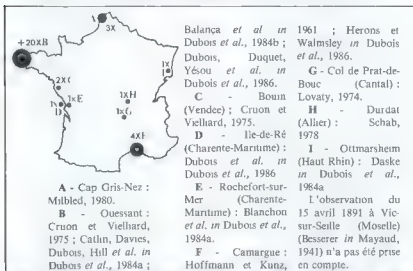 +20XB
1
3X
1X
I
2XC
1XE
1X
D
1XH
1XG
4XF
A - Cap Gris-Nez :
Milbled, 1980.
B - Ouessant :
Cruon et Vielhard,
1975 ; Catlin, Davies,
Dubois, Hill et al. in
Dubois et al., 1984a ;
Balança et al in
Dubois et al., 1984b ;
Dubois, Duquet,
Yésou et al. in
Dubois et al., 1986.
C - Bouin
(Vendée) ; Cruon et
Vielhard, 1975.
D - Ile-de-Ré
(Charente-Maritime) :
Dubois et al. in
Dubois et al., 1986
E - Rochefort-sur-
Mer (Charente-
Maritume) : Blanchon
et al. in Dubois et al.,
1984a.
F - Camargue :
Hoffmann et Kunz,
1961 ; Herons et
Walmsley in Dubois
et al., 1986.
G - Col de Prat-de-
Bouc (Cantal) :
Lovaty, 1974.
H - Durdat
(Allier) : Schab,
1978
I - Ottmarsheim
(Haut Rhin) : Daske
in Dubois et al.,
1984a
L'observation du
15 avril 1891 à Vic-
sur-Seille (Moselle)
(Besserer in Mayaud,
1941) n'a pas été prise
en compte.